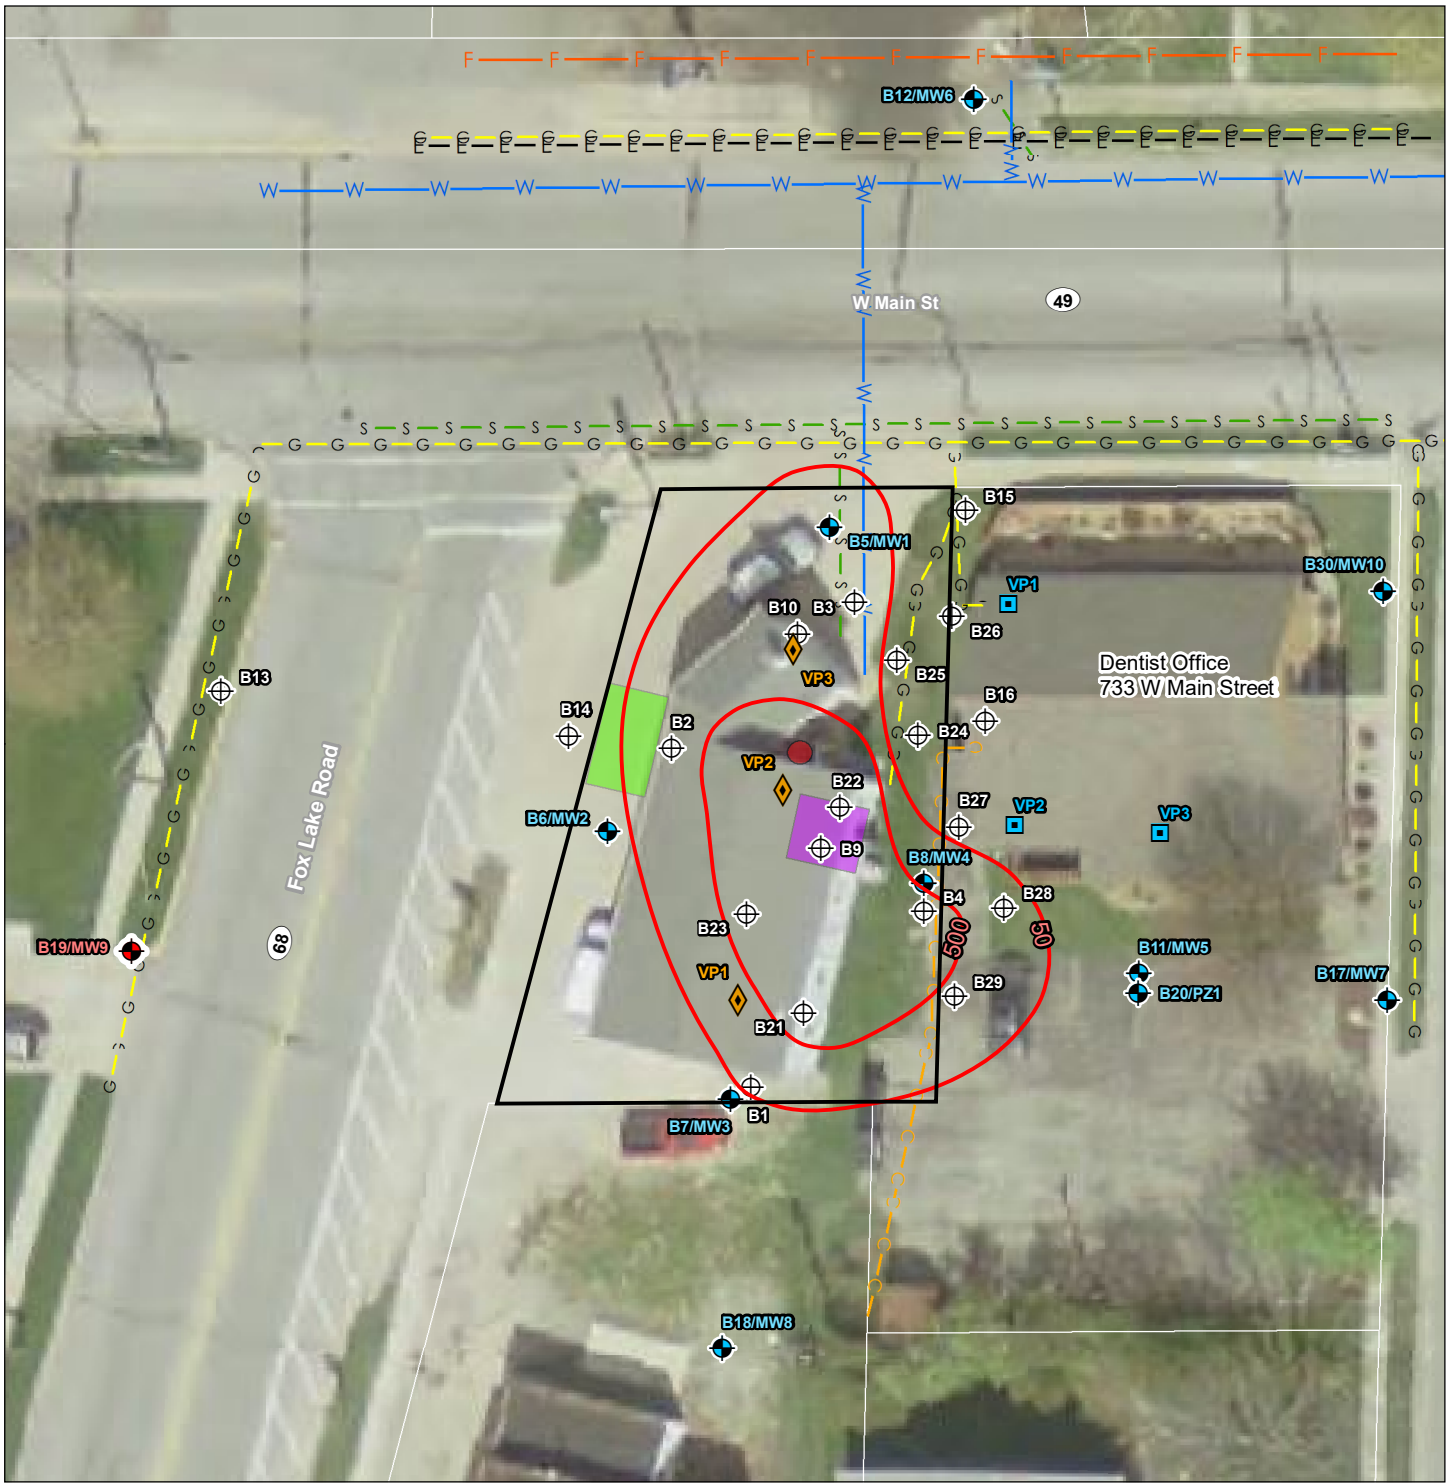 F F F F F F F F F F F
B12/MW6
W W W W W W W W W W W W W W
W Main St
49
S S S S S S S S S S S S S S S S S S S S S S S S S
G G G G G G G G G G G G G G G G G G G G G G G G G G G G
B15
B5/MW1
B30/MW10
VP1
B10 B3
B26
B25
VP3
Dentist Office
733 W Main Street
B13
B14
B2
B16
B24
VP2
B22
B27
VP2
VP3
B6/MW2
B9
B8/MW4
Fox Lake Road
B4
B28
B23
500
50
68
B19/MW9
VP1
B11/MW5
B17/MW7
B20/PZ1
B29
B21
B1
B7/MW3
B18/MW8